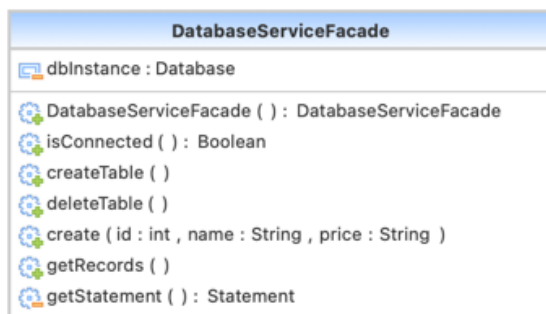 DatabaseServiceFacade
dbInstance : Database
DatabaseServiceFacade ( ) : DatabaseServiceFacade
isConnected ( ) : Boolean
createTable ( )
deleteTable ( )
create ( id : int , name : String , price : String )
getRecords ( )
getStatement ( ) : Statement